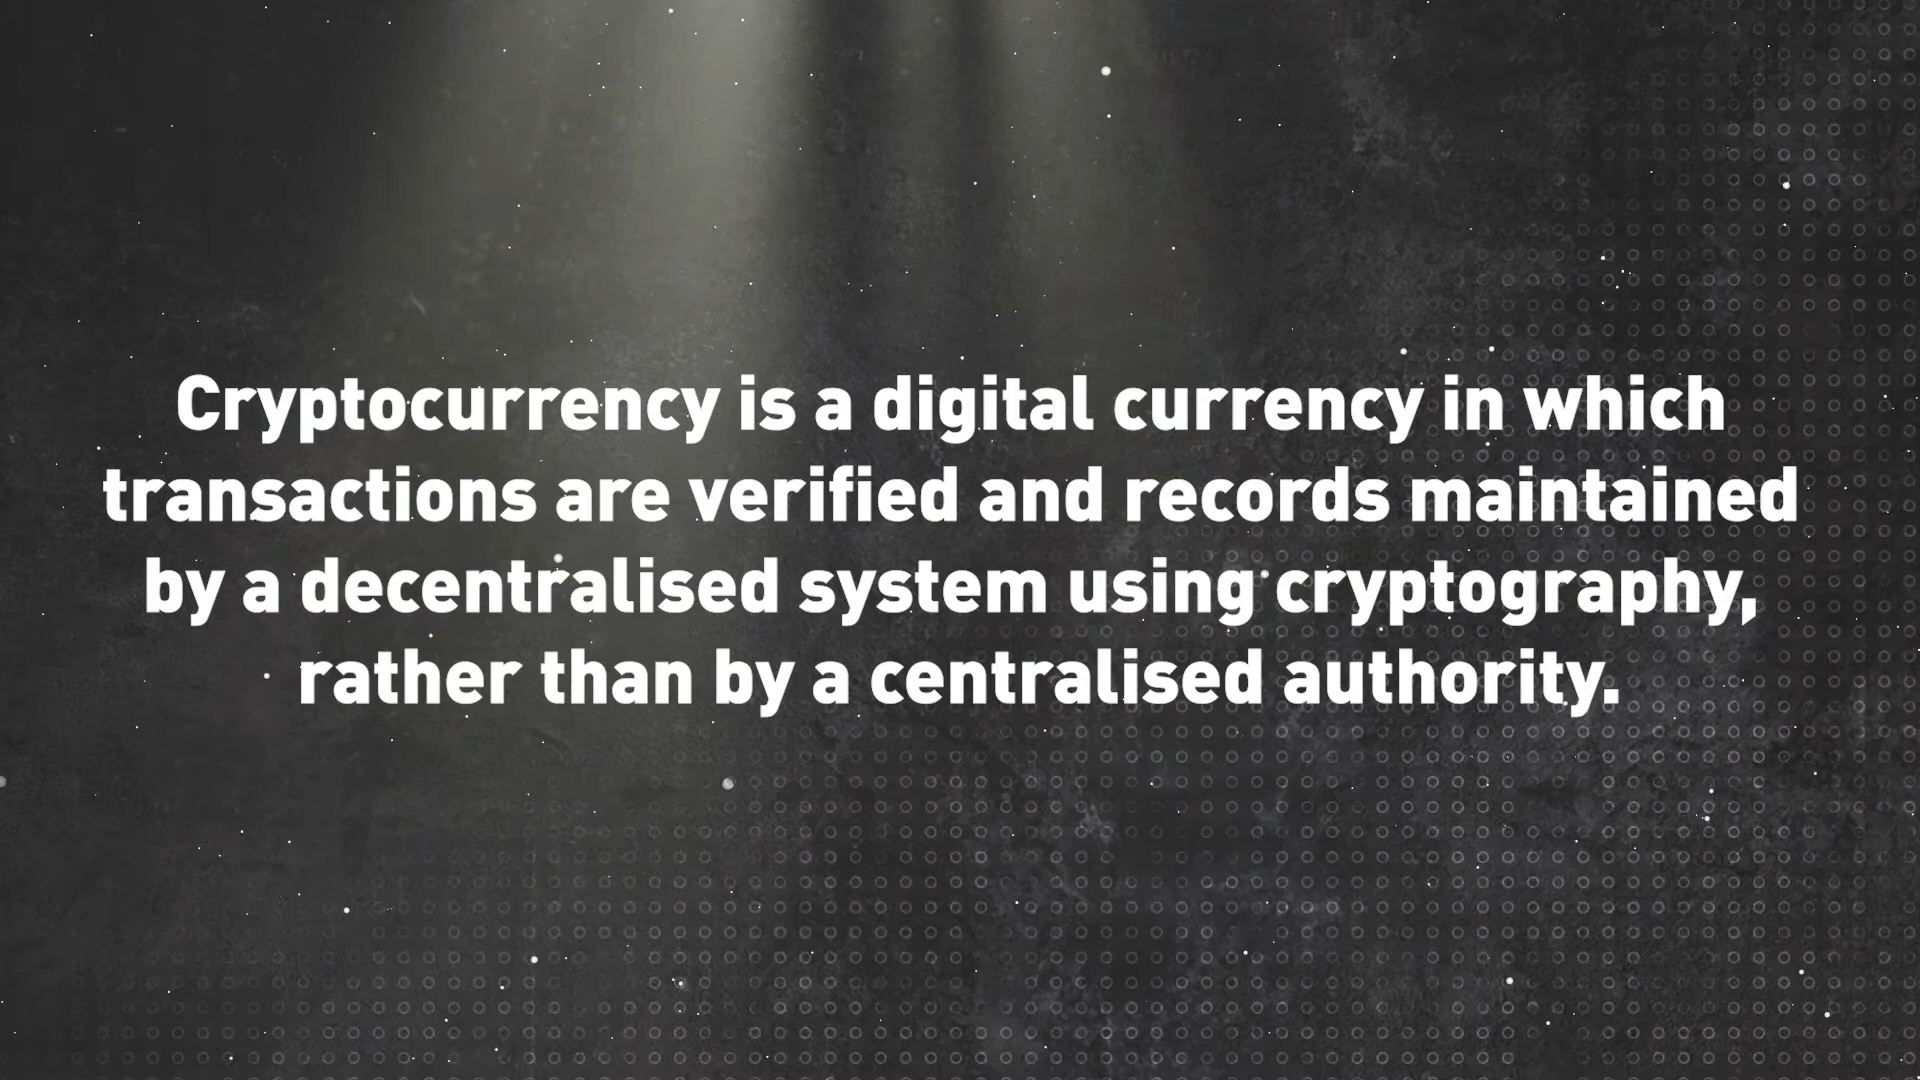 Cryptocurrency is a digital currency in which
transactions are verified and records maintained
by a decentralised system using cryptography,
rather than by a centralised authority.